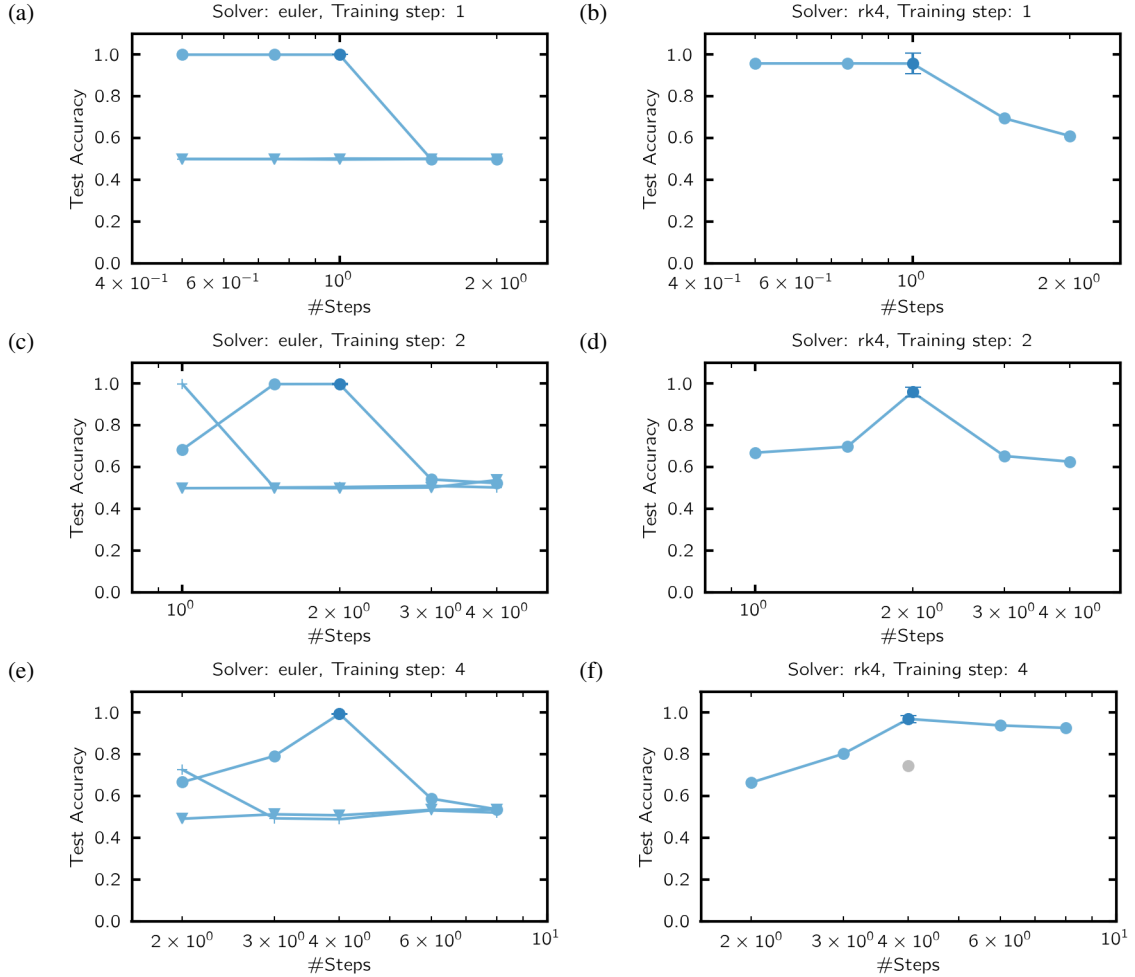 (a)
Solver: euler, Training step: 1
Test Accuracy
1.0
0.8
0.6
0.4
0.2
0.0
4 × 10⁻¹
6 × 10⁻¹
10⁰
2 × 10⁰
#Steps
(b)
Solver: rk4, Training step: 1
Test Accuracy
1.0
0.8
0.6
0.4
0.2
0.0
4 × 10⁻¹
6 × 10⁻¹
10⁰
2 × 10⁰
#Steps
(c)
Solver: euler, Training step: 2
Test Accuracy
1.0
0.8
0.6
0.4
0.2
0.0
10⁰
2 × 10⁰
3 × 10⁰
4 × 10⁰
#Steps
(d)
Solver: rk4, Training step: 2
Test Accuracy
1.0
0.8
0.6
0.4
0.2
0.0
10⁰
2 × 10⁰
3 × 10⁰
4 × 10⁰
#Steps
(e)
Solver: euler, Training step: 4
Test Accuracy
1.0
0.8
0.6
0.4
0.2
0.0
2 × 10⁰
3 × 10⁰
4 × 10⁰
6 × 10⁰
10¹
#Steps
(f)
Solver: rk4, Training step: 4
Test Accuracy
1.0
0.8
0.6
0.4
0.2
0.0
2 × 10⁰
3 × 10⁰
4 × 10⁰
6 × 10⁰
10¹
#Steps